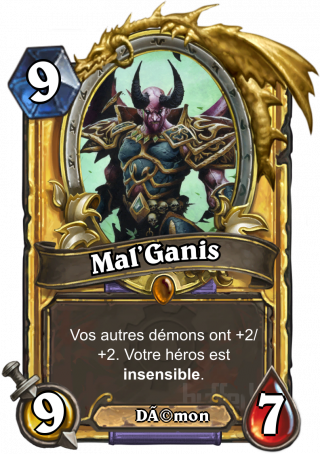 9
Mal'Ganis
Vos autres démons ont +2/
+2. Votre héros est
insensible.
9
DÃ©mon
7